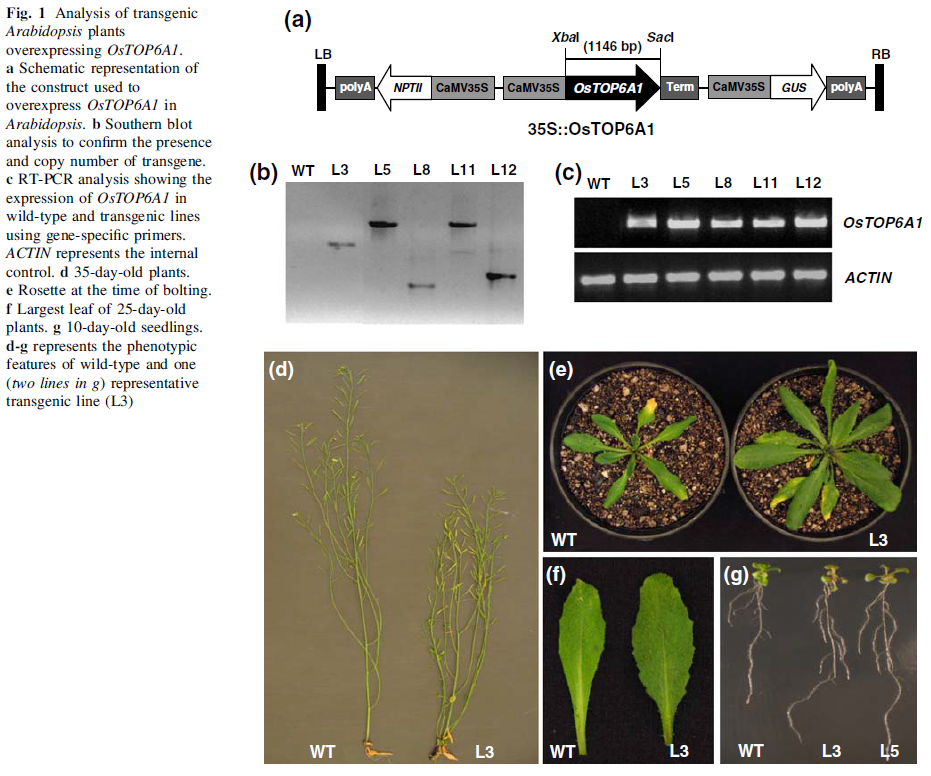 Fig. 1 Analysis of transgenic
Arabidopsis plants
overexpressing OsTOP6A1.
a Schematic representation of
the construct used to
overexpress OsTOP6A1 in
Arabidopsis. b Southern blot
analysis to confirm the presence
and copy number of transgene.
c RT-PCR analysis showing the
expression of OsTOP6A1 in
wild-type and transgenic lines
using gene-specific primers.
ACTIN represents the internal
control. d 35-day-old plants.
e Rosette at the time of bolting.
f Largest leaf of 25-day-old
plants. g 10-day-old seedlings.
d-g represents the phenotypic
features of wild-type and one
(two lines in g) representative
transgenic line (L3)
(a)
XbaI SacI
(1146 bp)
LB RB
polyA NPTII CaMV35S CaMV35S OsTOP6A1 Term CaMV35S GUS polyA
35S::OsTOP6A1
(b) WT L3 L5 L8 L11 L12
(c) WT L3 L5 L8 L11 L12
OsTOP6A1
ACTIN
(d)
WT L3
(e)
WT L3
(f)
WT L3
(g)
WT L3 L5